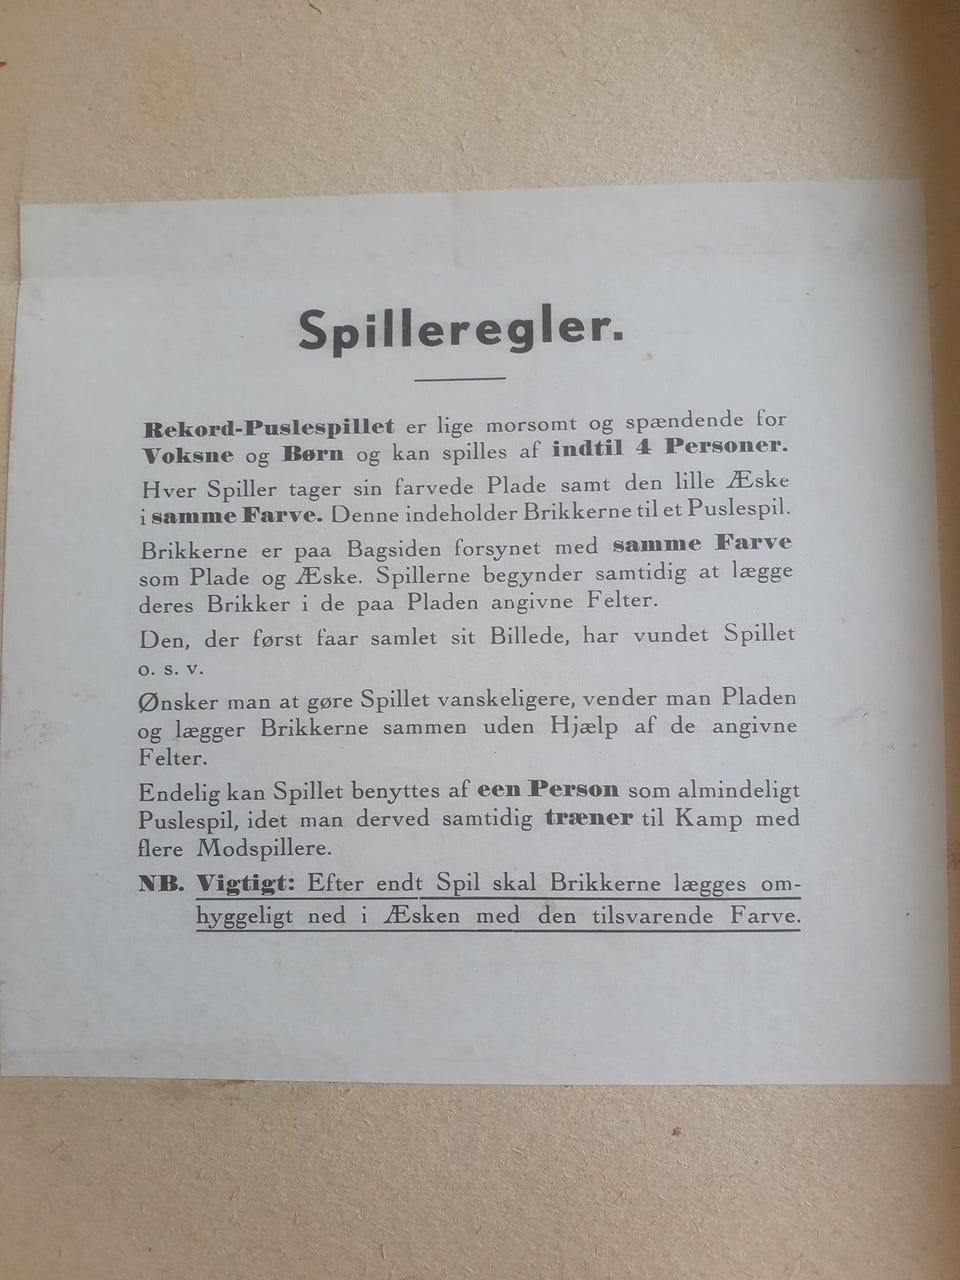 Spilleregler.
Rekord-Puslespillet er lige morsomt og spændende for
Voksne og Børn og kan spilles af indtil 4 Personer.
Hver Spiller tager sin farvede Plade samt den lille Æske
i samme Farve. Denne indeholder Brikkerne til et Puslespil.
Brikkerne er paa Bagsiden forsynet med samme Farve
som Plade og Æske. Spillerne begynder samtidig at lægge
deres Brikker i de paa Pladen angivne Felter.
Den, der først faar samlet sit Billede, har vundet Spillet
o. s. v.
Ønsker man at gøre Spillet vanskeligere, vender man Pladen
og lægger Brikkerne sammen uden Hjælp af de angivne
Felter.
Endelig kan Spillet benyttes af een Person som almindeligt
Puslespil, idet man derved samtidig træner til Kamp med
flere Modspillere.
NB. Vigtigt: Efter endt Spil skal Brikkerne lægges om-
hyggeligt ned i Æsken med den tilsvarende Farve.